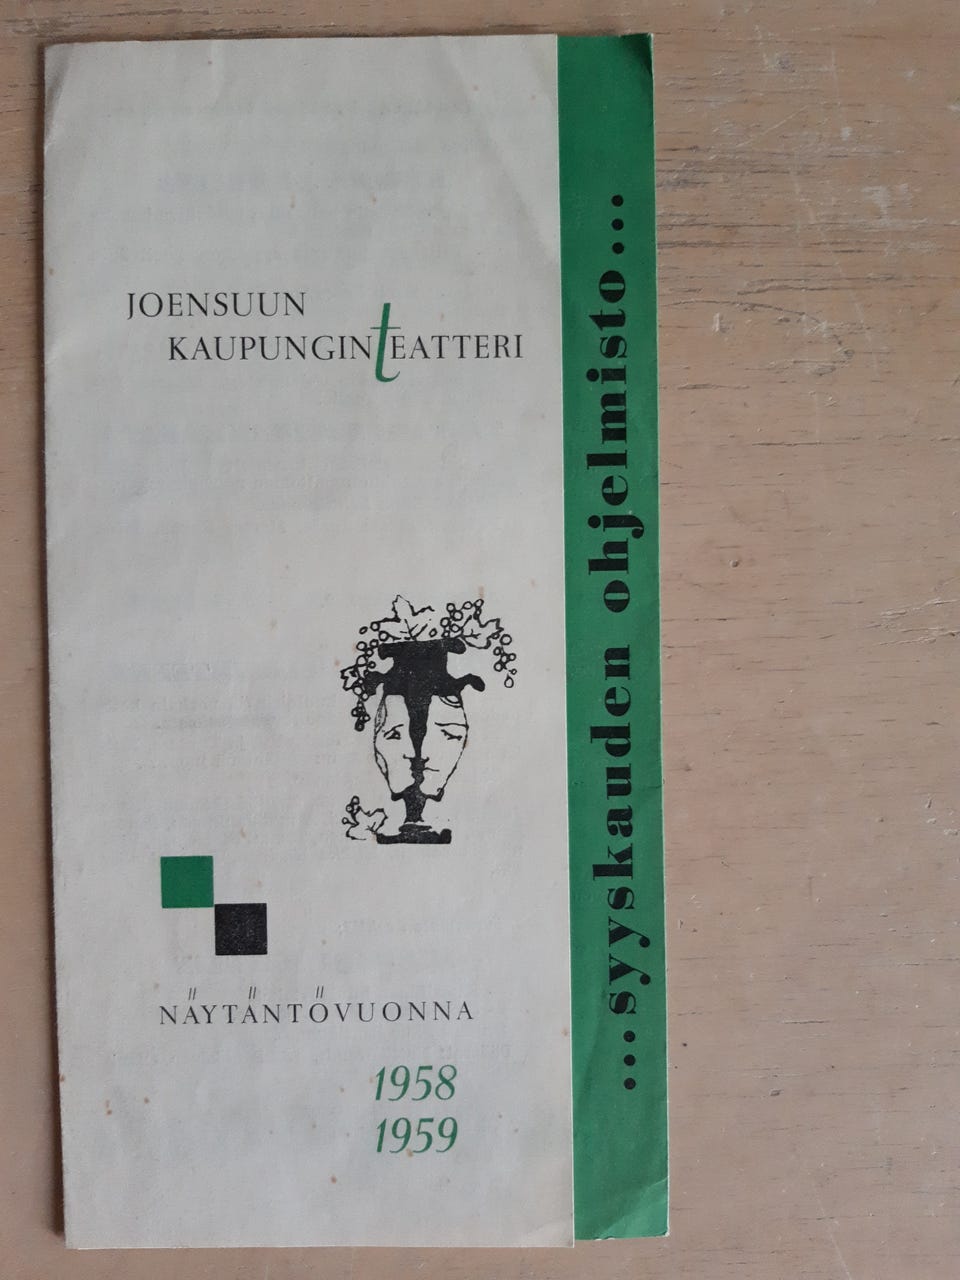 JOENSUUN
KAUPUNGINtEATTERI
NÄYTÄNTÖVUONNA
1958
1959
...syyskauden ohjelmisto...